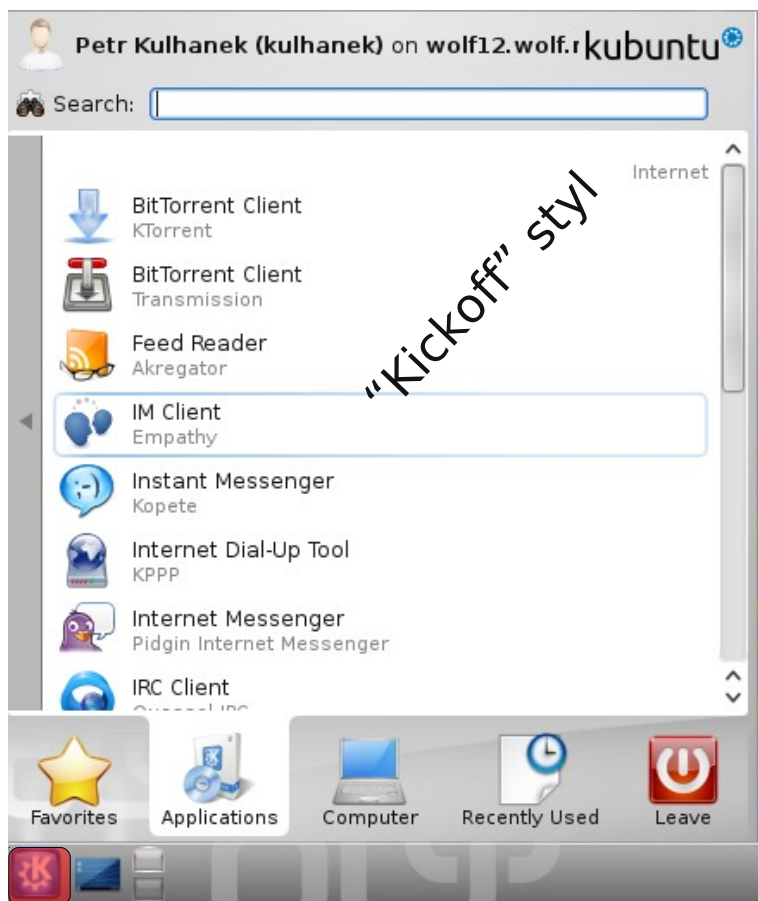 Petr Kulhanek (kulhanek) on wolf12.wolf.r
kubuntu
Search:
Internet
BitTorrent Client
KTorrent
BitTorrent Client
Transmission
Feed Reader
Akregator
“Kickoff” styl
IM Client
Empathy
Instant Messenger
Kopete
Internet Dial-Up Tool
KPPP
Internet Messenger
Pidgin Internet Messenger
IRC Client
Favorites
Applications
Computer
Recently Used
Leave